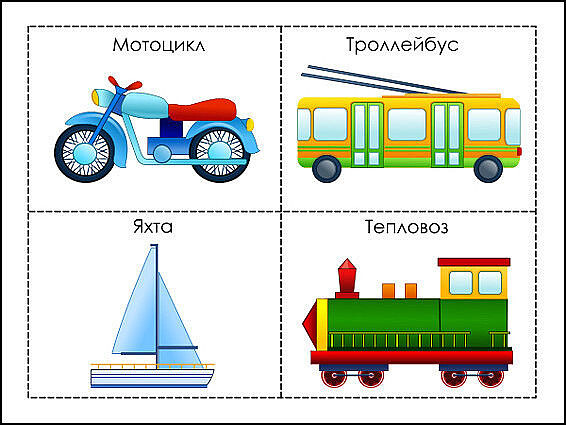 Мотоцикл
Троллейбус
Яхта
Тепловоз